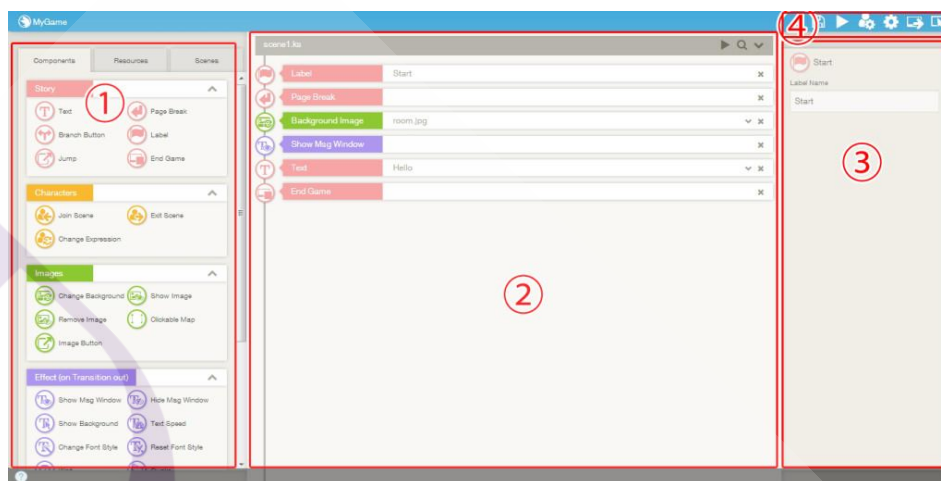 MyGame
④
Components Resources Scenes
Story
①
Text Page Break
Branch Button Label
Jump End Game
Characters
Join Scene Exit Scene
Change Expression
Images
Change Background Show Image
Remove Image Clickable Map
Image Button
Effect (on Transition out)
Show Msg Window Hide Msg Window
Show Background Text Speed
Change Font Style Reset Font Style
scene1.ks
Label Start
Page Break
Background Image room.jpg
Show Msg Window
Text Hello
End Game
②
Start
Label Name
Start
③